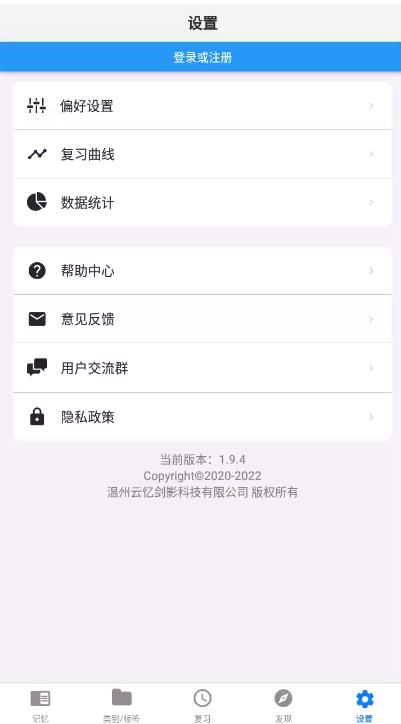 设置
登录或注册
偏好设置
复习曲线
数据统计
帮助中心
意见反馈
用户交流群
隐私政策
当前版本：1.9.4
Copyright©2020-2022
温州云忆剑影科技有限公司 版权所有
记忆
类别/标签
复习
发现
设置